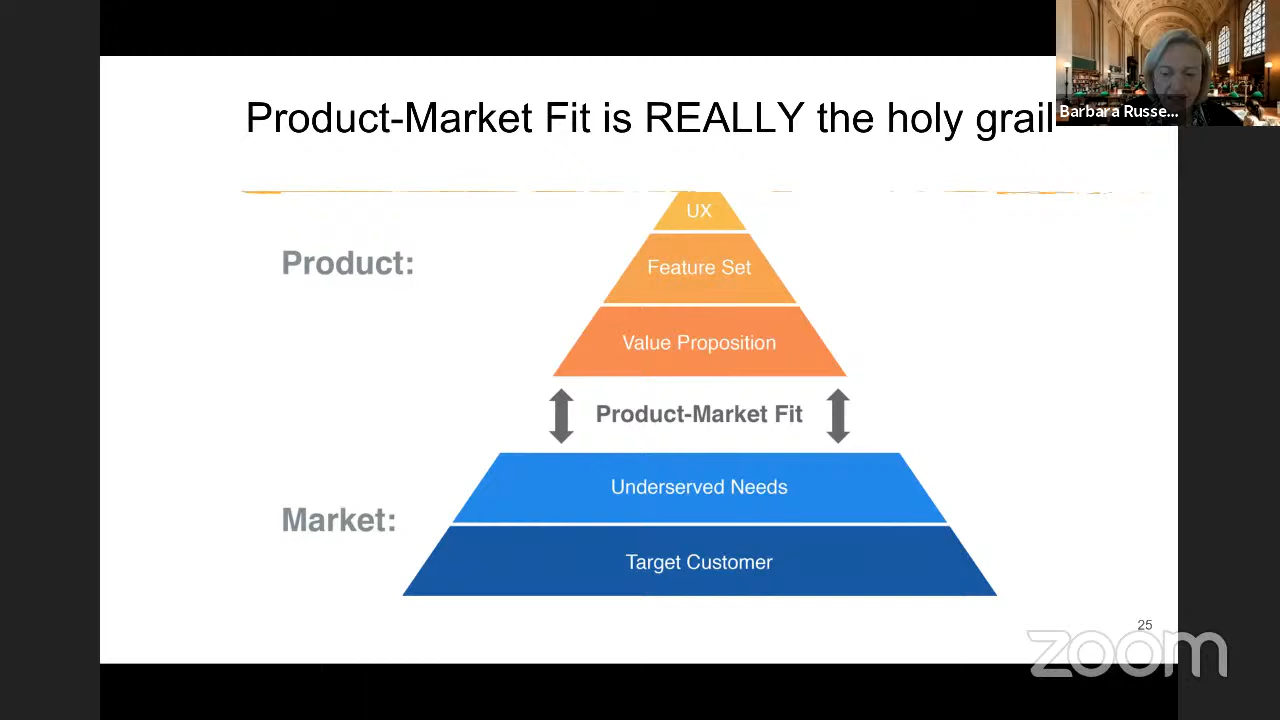 Product-Market Fit is REALLY the holy grail
Barbara Russe...
UX
Product:
Feature Set
Value Proposition
Product-Market Fit
Underserved Needs
Market:
Target Customer
25
zoom